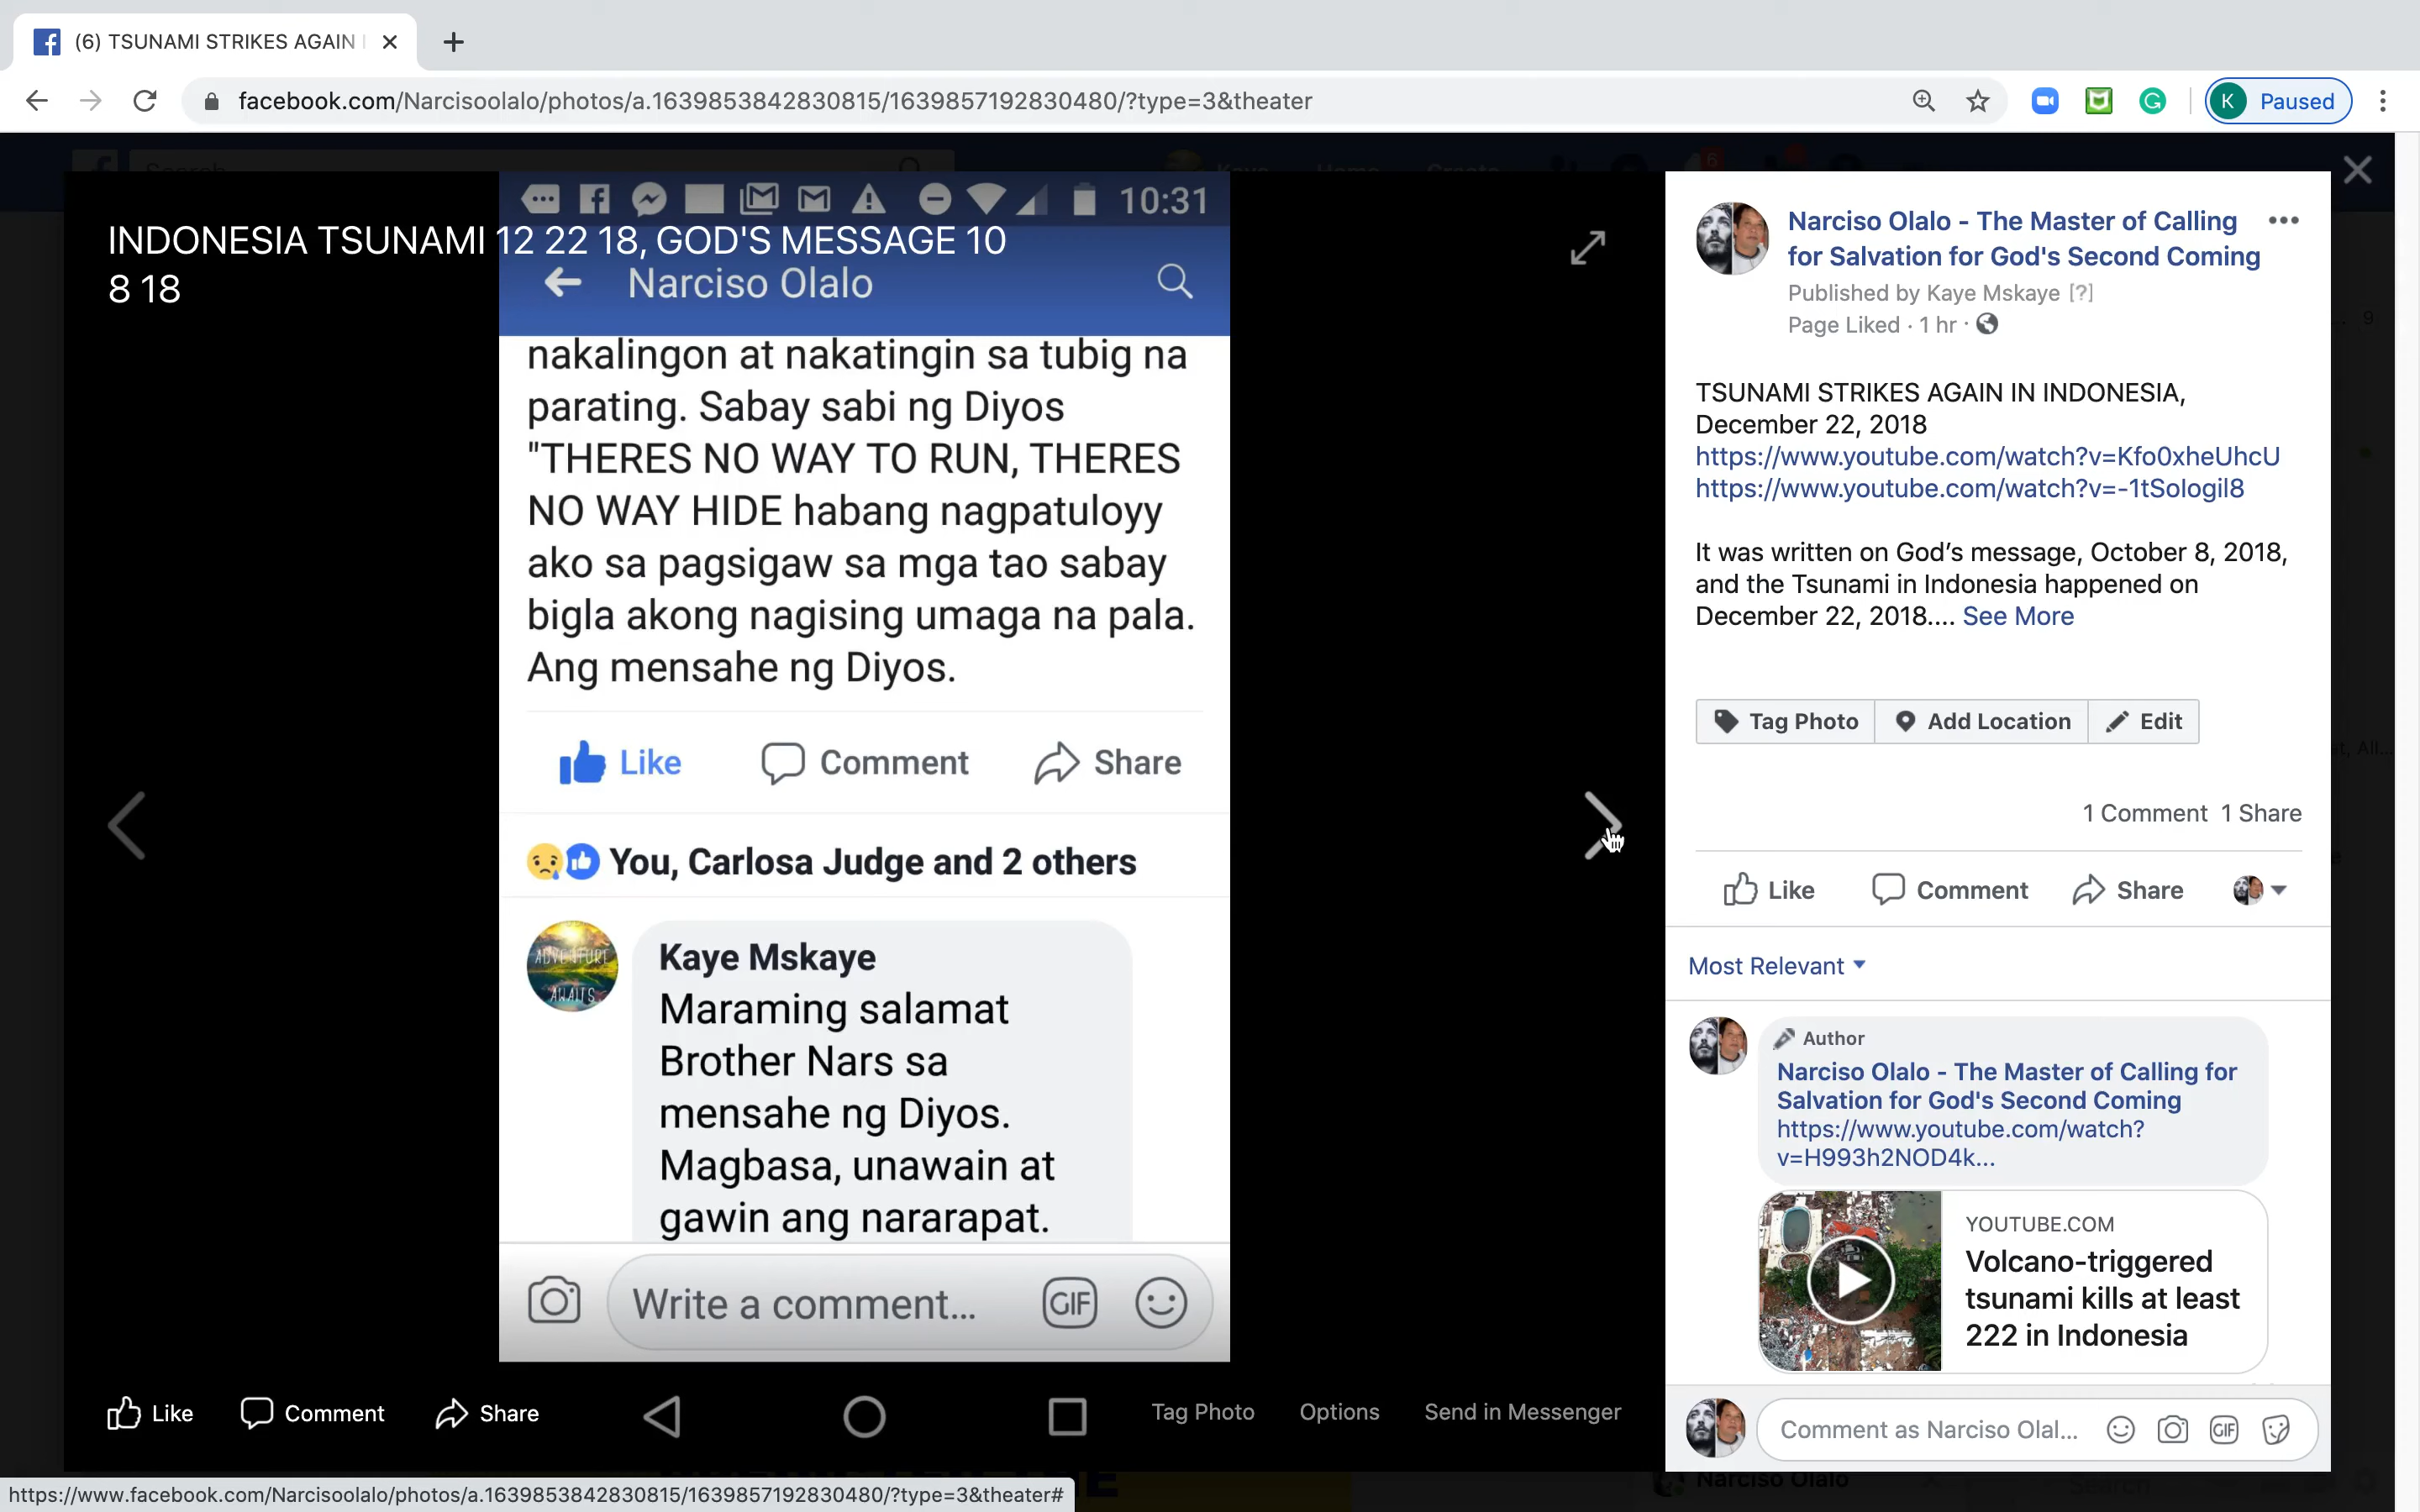 (6) TSUNAMI STRIKES AGAIN
facebook.com/Narcisoolalo/photos/a.1639853842830815/1639857192830480/?type=3&theater
K Paused
INDONESIA TSUNAMI 12 22 18, GOD'S MESSAGE 10
8 18
10:31
Narciso Olalo
nakalingon at nakatingin sa tubig na
parating. Sabay sabi ng Diyos
"THERES NO WAY TO RUN, THERES
NO WAY HIDE habang nagpatuloyy
ako sa pagsigaw sa mga tao sabay
bigla akong nagising umaga na pala.
Ang mensahe ng Diyos.
Like Comment Share
You, Carlosa Judge and 2 others
ADVENTURE
AWAITS
Kaye Mskaye
Maraming salamat
Brother Nars sa
mensahe ng Diyos.
Magbasa, unawain at
gawin ang nararapat.
Write a comment...
GIF
Like Comment Share
Tag Photo Options Send in Messenger
Narciso Olalo - The Master of Calling
for Salvation for God's Second Coming
Published by Kaye Mskaye [?]
Page Liked · 1 hr ·
TSUNAMI STRIKES AGAIN IN INDONESIA,
December 22, 2018
https://www.youtube.com/watch?v=Kfo0xheUhcU
https://www.youtube.com/watch?v=-1tSologil8
It was written on God's message, October 8, 2018,
and the Tsunami in Indonesia happened on
December 22, 2018.... See More
Tag Photo Add Location Edit
1 Comment 1 Share
Like Comment Share
Most Relevant
Author
Narciso Olalo - The Master of Calling for
Salvation for God's Second Coming
https://www.youtube.com/watch?
v=H993h2NOD4k...
YOUTUBE.COM
Volcano-triggered
tsunami kills at least
222 in Indonesia
Comment as Narciso Olal...
GIF
Narciso Olalo
Search
https://www.facebook.com/Narcisoolalo/photos/a.1639853842830815/1639857192830480/?type=3&theater#